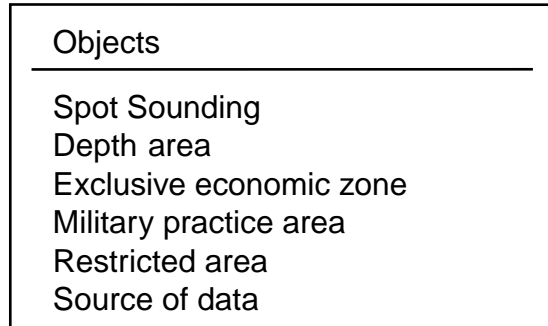 Objects
Spot Sounding
Depth area
Exclusive economic zone
Military practice area
Restricted area
Source of data